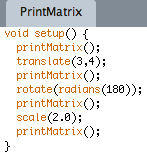 PrintMatrix
void setup() {
  printMatrix();
  translate(3,4);
  printMatrix();
  rotate(radians(180));
  printMatrix();
  scale(2.0);
  printMatrix();
}